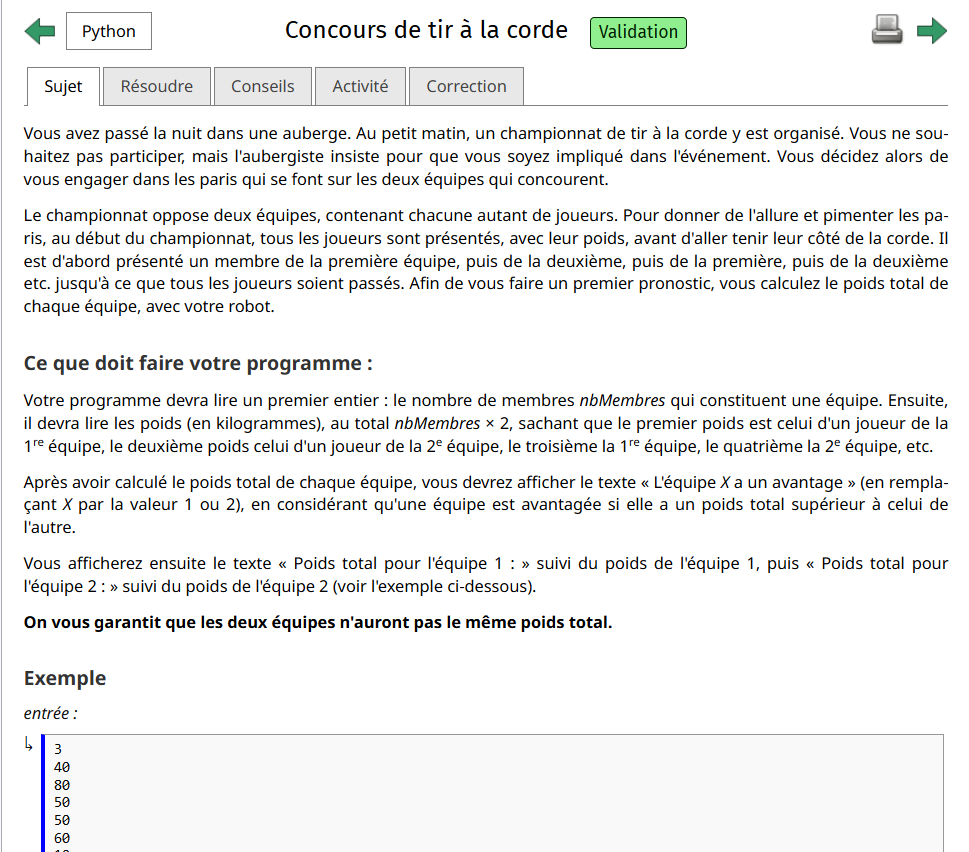 Python
Concours de tir à la corde
Validation
Sujet
Résoudre
Conseils
Activité
Correction
Vous avez passé la nuit dans une auberge. Au petit matin, un championnat de tir à la corde y est organisé. Vous ne sou-
haitez pas participer, mais l'aubergiste insiste pour que vous soyez impliqué dans l'événement. Vous décidez alors de
vous engager dans les paris qui se font sur les deux équipes qui concourent.
Le championnat oppose deux équipes, contenant chacune autant de joueurs. Pour donner de l'allure et pimenter les pa-
ris, au début du championnat, tous les joueurs sont présentés, avec leur poids, avant d'aller tenir leur côté de la corde. Il
est d'abord présenté un membre de la première équipe, puis de la deuxième, puis de la première, puis de la deuxième
etc. jusqu'à ce que tous les joueurs soient passés. Afin de vous faire un premier pronostic, vous calculez le poids total de
chaque équipe, avec votre robot.
Ce que doit faire votre programme :
Votre programme devra lire un premier entier : le nombre de membres nbMembres qui constituent une équipe. Ensuite,
il devra lire les poids (en kilogrammes), au total nbMembres × 2, sachant que le premier poids est celui d'un joueur de la
1re équipe, le deuxième poids celui d'un joueur de la 2e équipe, le troisième la 1re équipe, le quatrième la 2e équipe, etc.
Après avoir calculé le poids total de chaque équipe, vous devrez afficher le texte « L'équipe X a un avantage » (en rempla-
çant X par la valeur 1 ou 2), en considérant qu'une équipe est avantagée si elle a un poids total supérieur à celui de
l'autre.
Vous afficherez ensuite le texte « Poids total pour l'équipe 1 : » suivi du poids de l'équipe 1, puis « Poids total pour
l'équipe 2 : » suivi du poids de l'équipe 2 (voir l'exemple ci-dessous).
On vous garantit que les deux équipes n'auront pas le même poids total.
Exemple
entrée :
3
40
80
50
50
60